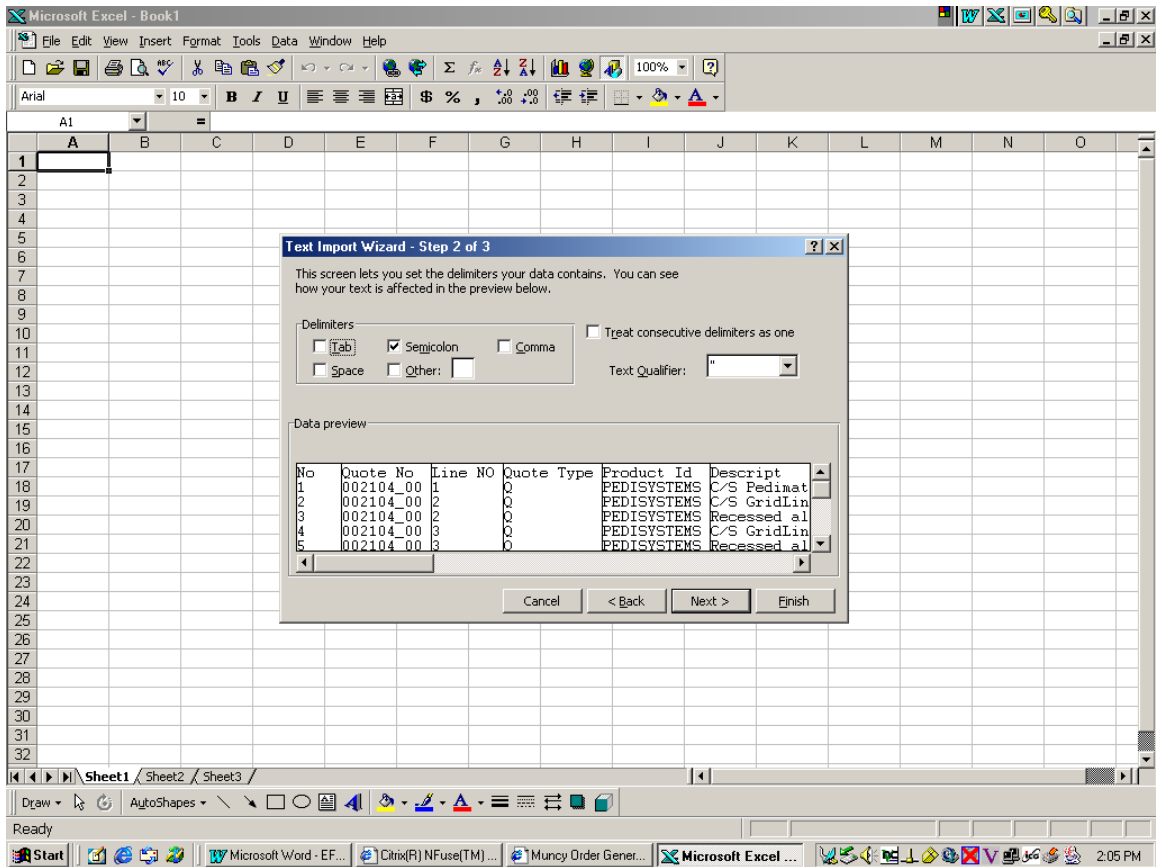 Microsoft Excel - Book1
File Edit View Insert Format Tools Data Window Help
100%
Arial 10 B I U $ % ,
A1 =
A B C D E F G H I J K L M N O
1
2
3
4
5
6
7
8
9
10
11
12
13
14
15
16
17
18
19
20
21
22
23
24
25
26
27
28
29
30
31
32
Text Import Wizard - Step 2 of 3
This screen lets you set the delimiters your data contains. You can see
how your text is affected in the preview below.
Delimiters
Tab Semicolon Comma
Space Other:
Treat consecutive delimiters as one
Text Qualifier: "
Data preview
No Quote No Line NO Quote Type Product Id Descript
1 002104_00 1 Q PEDISYSTEMS C/S Pedimat
2 002104_00 2 Q PEDISYSTEMS C/S GridLin
3 002104_00 2 Q PEDISYSTEMS Recessed al
4 002104_00 3 Q PEDISYSTEMS C/S GridLin
5 002104_00 3 Q PEDISYSTEMS Recessed al
Cancel < Back Next > Finish
Sheet1 Sheet2 Sheet3
Draw AutoShapes
Ready
Start Microsoft Word - EF... Citrix(R) NFuse(TM) ... Muncy Order Gener... Microsoft Excel ... 2:05 PM